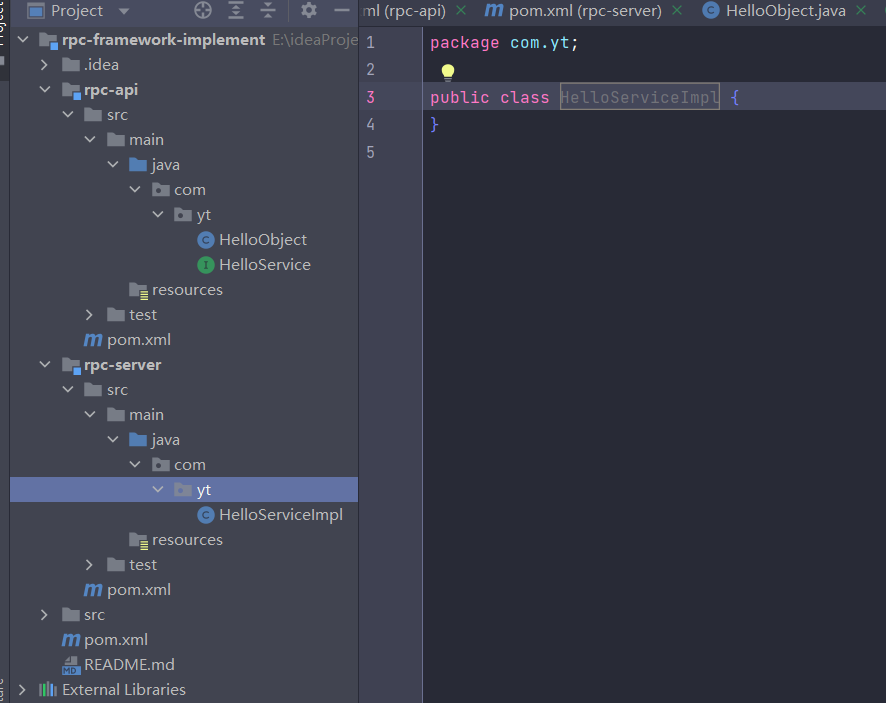 Project
rpc-framework-implement E:\ideaProje
.idea
rpc-api
src
main
java
com
yt
HelloObject
HelloService
resources
test
pom.xml
rpc-server
src
main
java
com
yt
HelloServiceImpl
resources
test
pom.xml
src
pom.xml
README.md
External Libraries
ml (rpc-api) pom.xml (rpc-server) HelloObject.java
1 package com.yt;
2
3 public class HelloServiceImpl {
4 }
5